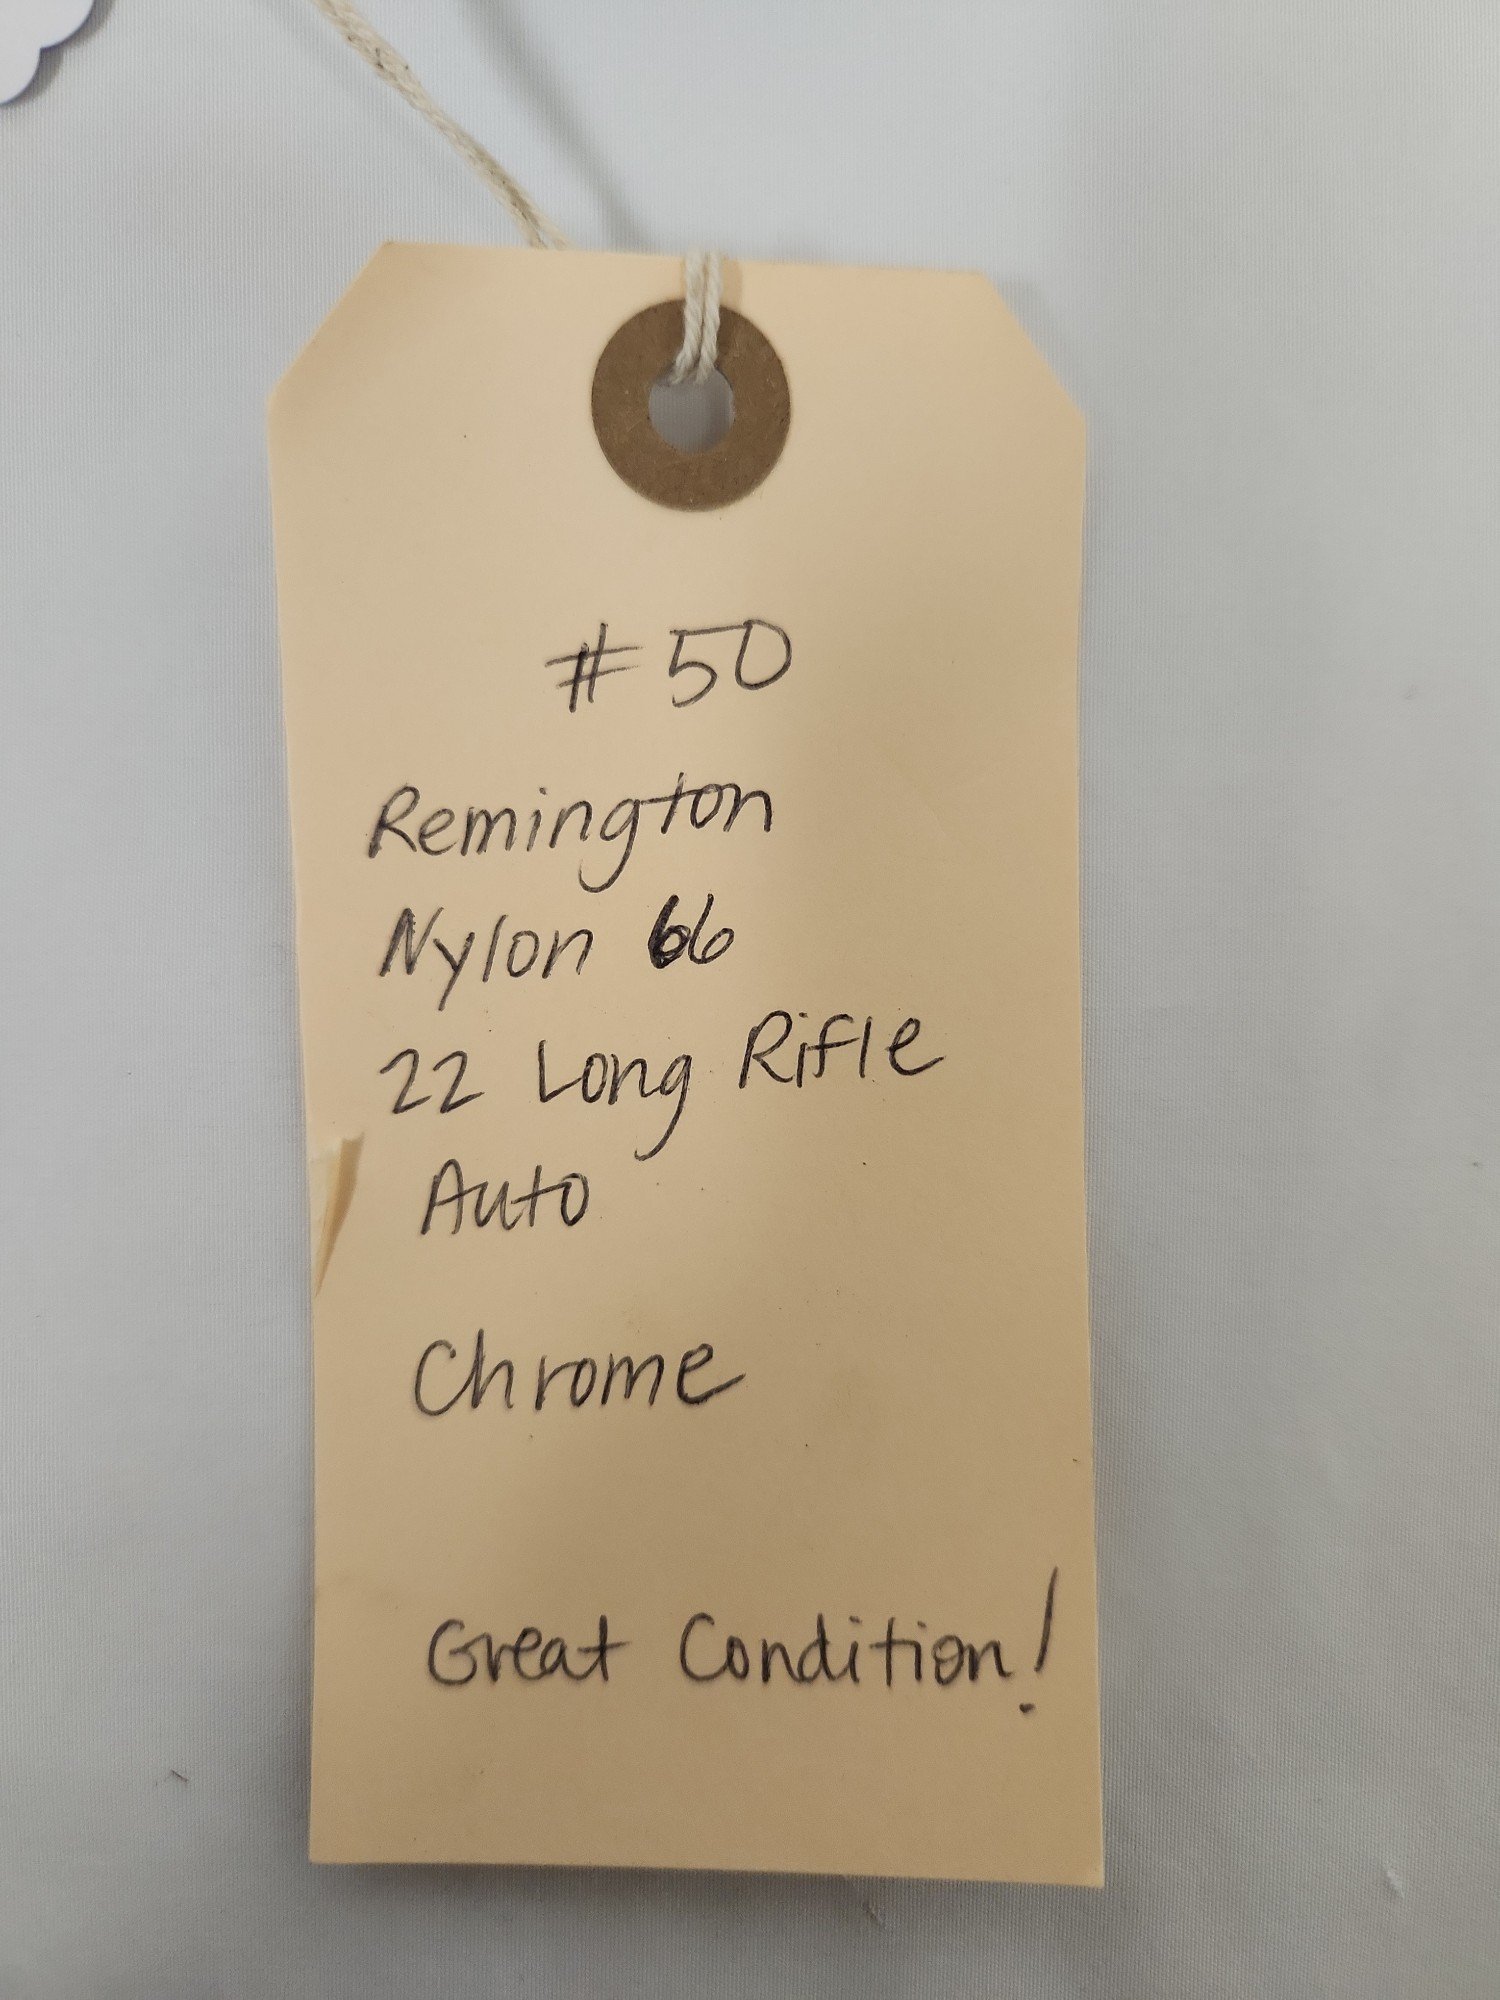 #50
Remington
Nylon 66
22 Long Rifle
Auto
Chrome
Great Condition!